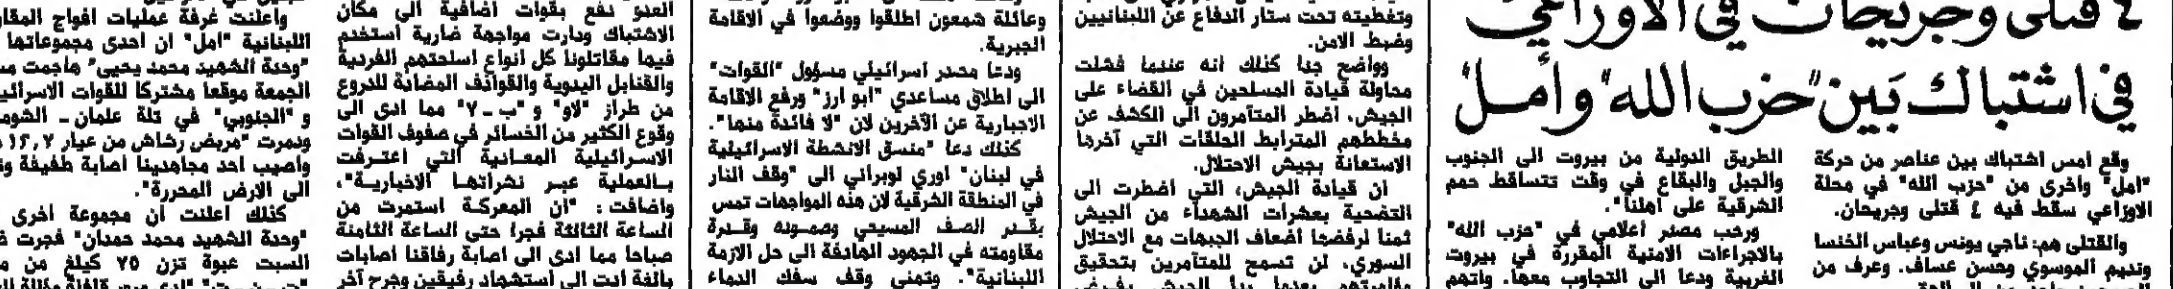 ٤ قتلى وجريحان في الاوزاعي
في اشتباك بين "حزب الله" وأمل"
وقع امس اشتباك بين عناصر من حركة
"امل" واخرى من "حزب الله" في محلة
الاوزاعي سقط فيه ٤ قتلى وجريحان.
والقتلى هم: ناجي يونس وعباس الخنسا
ونديم الموسوي وحسن عساف. وعرف من
الطريق الدولية من بيروت الى الجنوب
والجبل والبقاع في وقت تتساقط حمم
الشرقية على اهلنا".
ورحب مصدر اعلامي في "حزب الله"
بالاجراءات الامنية المقررة في بيروت
الغربية ودعا الى التجاوب معها. واتهم
وتغطيته تحت ستار الدفاع عن اللبنانيين
وضبط الامن.
وواضح جدا كذلك انه عندما فشلت
محاولة قيادة المسلحين في القضاء على
الجيش، اضطر المتآمرون الى الكشف عن
مخططهم المترابط الحلقات التي آخرها
الاستعانة بجيش الاحتلال.
ان قيادة الجيش، التي اضطرت الى
التضحية بعشرات الشهداء من الجيش
ثمنا لرفضها اضعاف الجبهات مع الاحتلال
السوري، لن تسمح للمتآمرين بتحقيق
وعائلة شمعون اطلقوا ووضعوا في الاقامة
الجبرية.
ودعا مصدر اسرائيلي مسؤول "القوات"
الى اطلاق مساعدي "ابو ارز" ورفع الاقامة
الاجبارية عن الآخرين لان "لا فائدة منها".
كذلك دعا "منسق الانشطة الاسرائيلية
في لبنان" اوري لوبراني الى "وقف النار
في المنطقة الشرقية لان هذه المواجهات تمس
بقدر الصف المسيحي وصموده وقدرة
مقاومته في الجهود الهادفة الى حل الازمة
اللبنانية". وتمنى وقف سفك الدماء
العدو دفع بقوات اضافية الى مكان
الاشتباك ودارت مواجهة ضارية استخدم
فيها مقاتلونا كل انواع اسلحتهم الفردية
والقنابل اليدوية والقواذف المضادة للدروع
من طراز "لاو" و "ب ـ ٧" مما ادى الى
وقوع الكثير من الخسائر في صفوف القوات
الاسرائيلية المعادية التي اعترفت
بالعملية عبر نشراتها الاخبارية"،
واضافت: "ان المعركة استمرت من
الساعة الثالثة فجرا حتى الساعة الثامنة
صباحا مما ادى الى اصابة رفاقنا اصابات
بالغة ادت الى استشهاد رفيقين وجرح آخر
واعلنت غرفة عمليات افواج
اللبنانية "امل" ان احدى مجموعاتها
"وحدة الشهيد محمد يحيى" هاجمت
الجمعة موقعا مشتركا للقوات
و "الجنوبي" في تلة علمان ـ
ودمرت "مربض رشاش من عيار ١٢,٧
واصيب احد مجاهدينا اصابة طفيفة
الى الارض المحررة".
كذلك اعلنت ان مجموعة اخرى
"وحدة الشهيد محمد حمدان" فجرت
السبت عبوة تزن ٢٥ كيلغ من